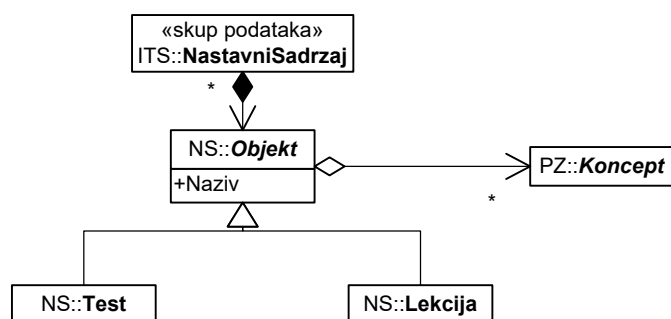 «skup podataka»
ITS::NastavniSadrzaj
*
NS::Objekt
+Naziv
PZ::Koncept
*
NS::Test
NS::Lekcija